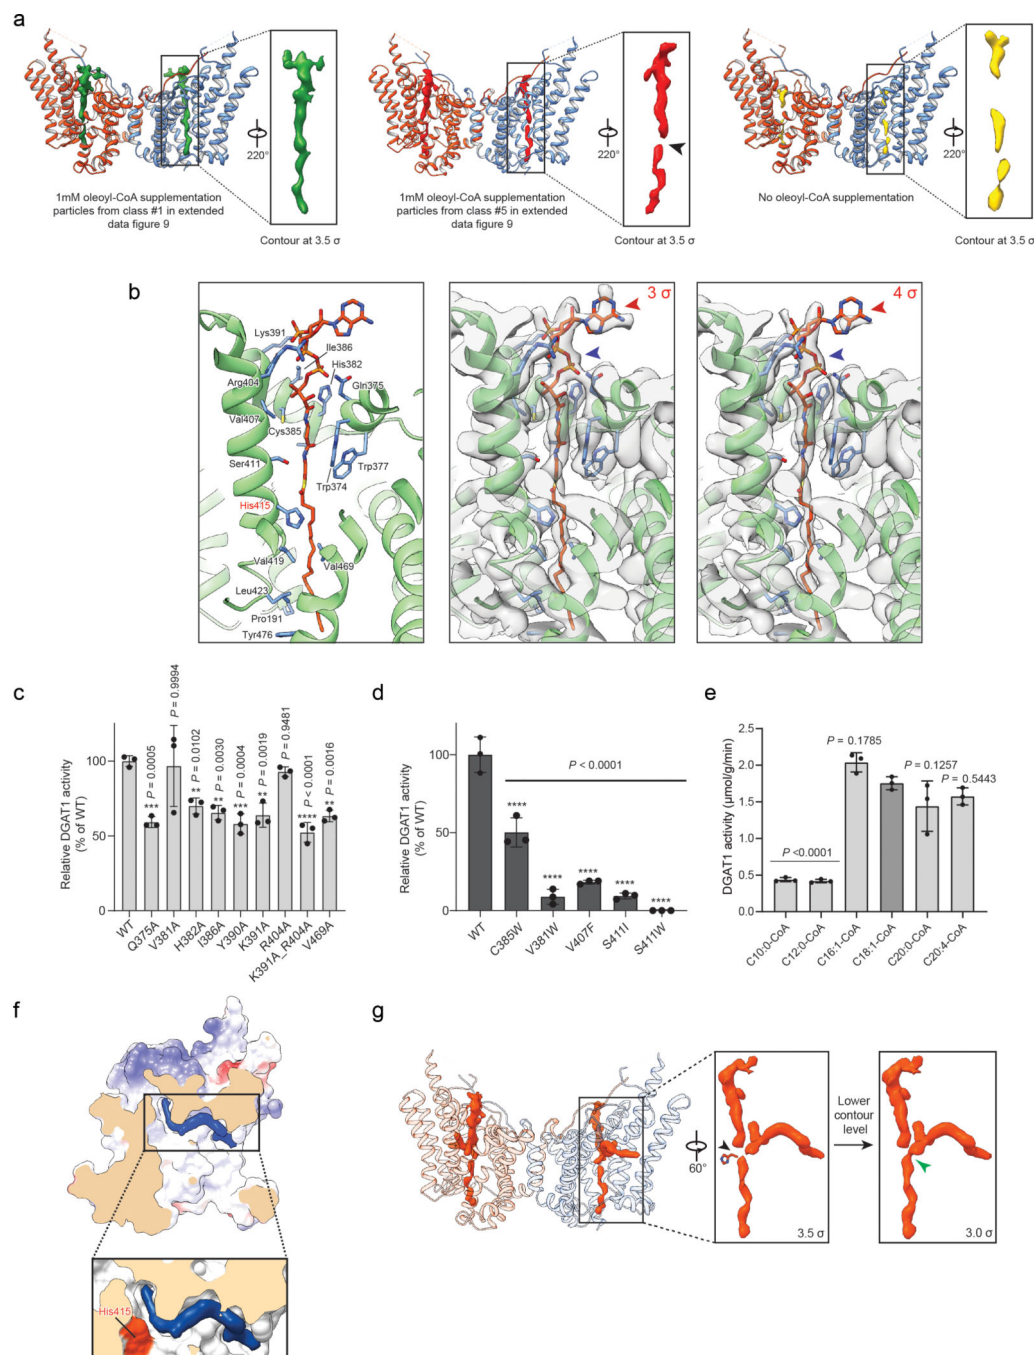 a
220°
220°
220°
1mM oleoyl-CoA supplementation
particles from class #1 in extended
data figure 9
Contour at 3.5 σ
1mM oleoyl-CoA supplementation
particles from class #5 in extended
data figure 9
Contour at 3.5 σ
No oleoyl-CoA supplementation
Contour at 3.5 σ
b
Lys391
Ile386
His382
Arg404
Gln375
Val407
Cys385
Ser411
Trp377
Trp374
His415
Val419
Val469
Leu423
Pro191
Tyr476
3 σ
4 σ
c
Relative DGAT1 activity
(% of WT)
100
50
0
P = 0.0005
P = 0.9994
P = 0.0102
P = 0.0030
P = 0.0004
P = 0.0019
P = 0.9481
P < 0.0001
P = 0.0016
***
**
**
***
**
****
**
WT
Q375A
V381A
H382A
I386A
Y390A
K391A
R404A
K391A_R404A
V469A
d
Relative DGAT1 activity
(% of WT)
100
50
0
P < 0.0001
****
****
****
****
****
WT
C385W
V381W
V407F
S411I
S411W
e
DGAT1 activity (μmol/g/min)
2.5
2.0
1.5
1.0
0.5
0.0
P = 0.1785
P = 0.1257
P = 0.5443
P <0.0001
C10:0-CoA
C12:0-CoA
C16:1-CoA
C18:1-CoA
C20:0-CoA
C20:4-CoA
f
His415
g
60°
3.5 σ
Lower
contour
level
3.0 σ